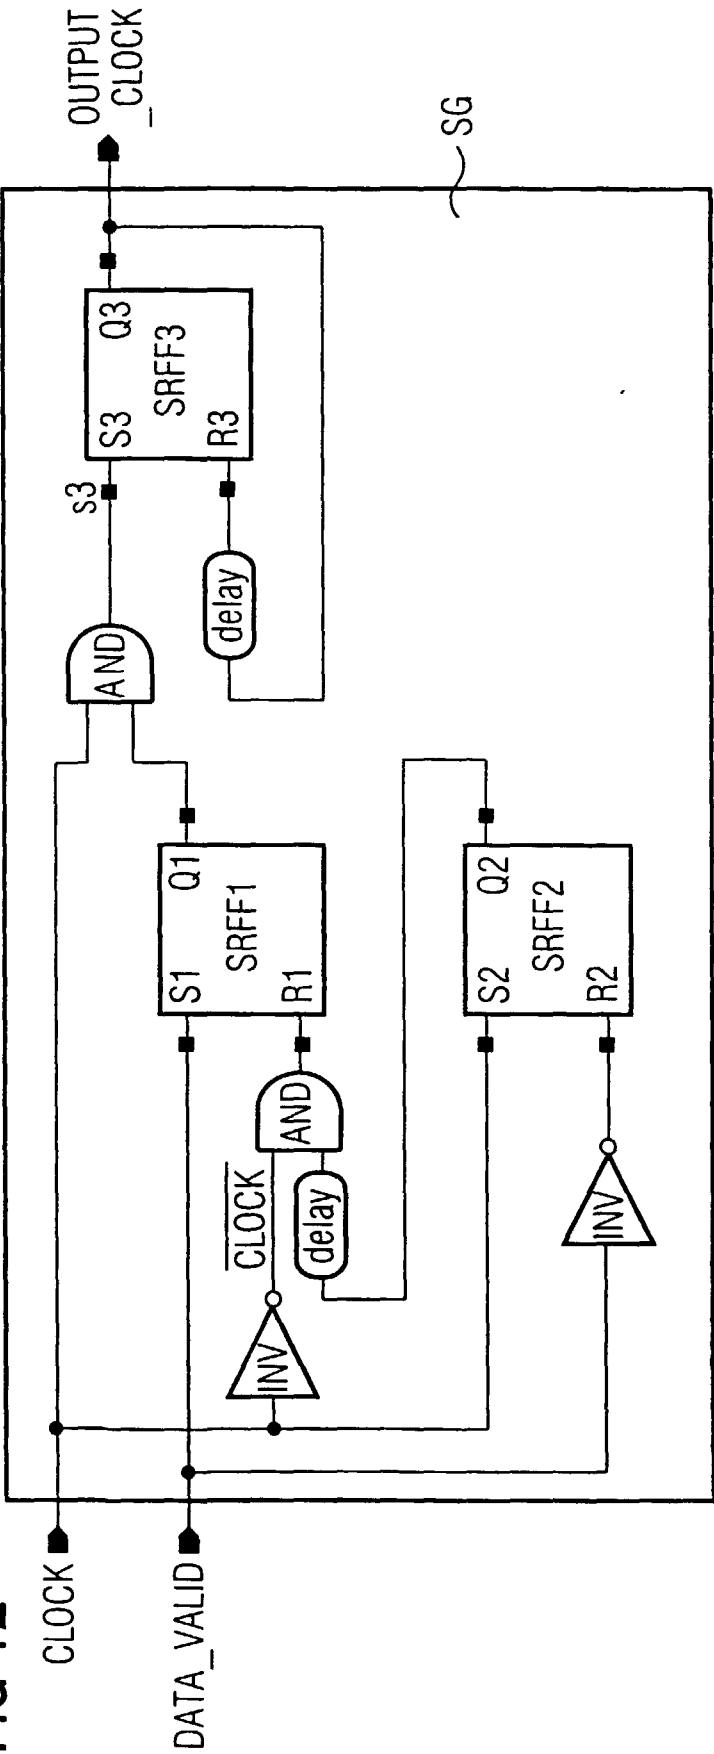 CLOCK
DATA_VALID
INV
CLOCK
delay
AND
S1
Q1
SRFF1
R1
INV
S2
Q2
SRFF2
R2
AND
s3
delay
S3
Q3
SRFF3
R3
OUTPUT
_CLOCK
SG